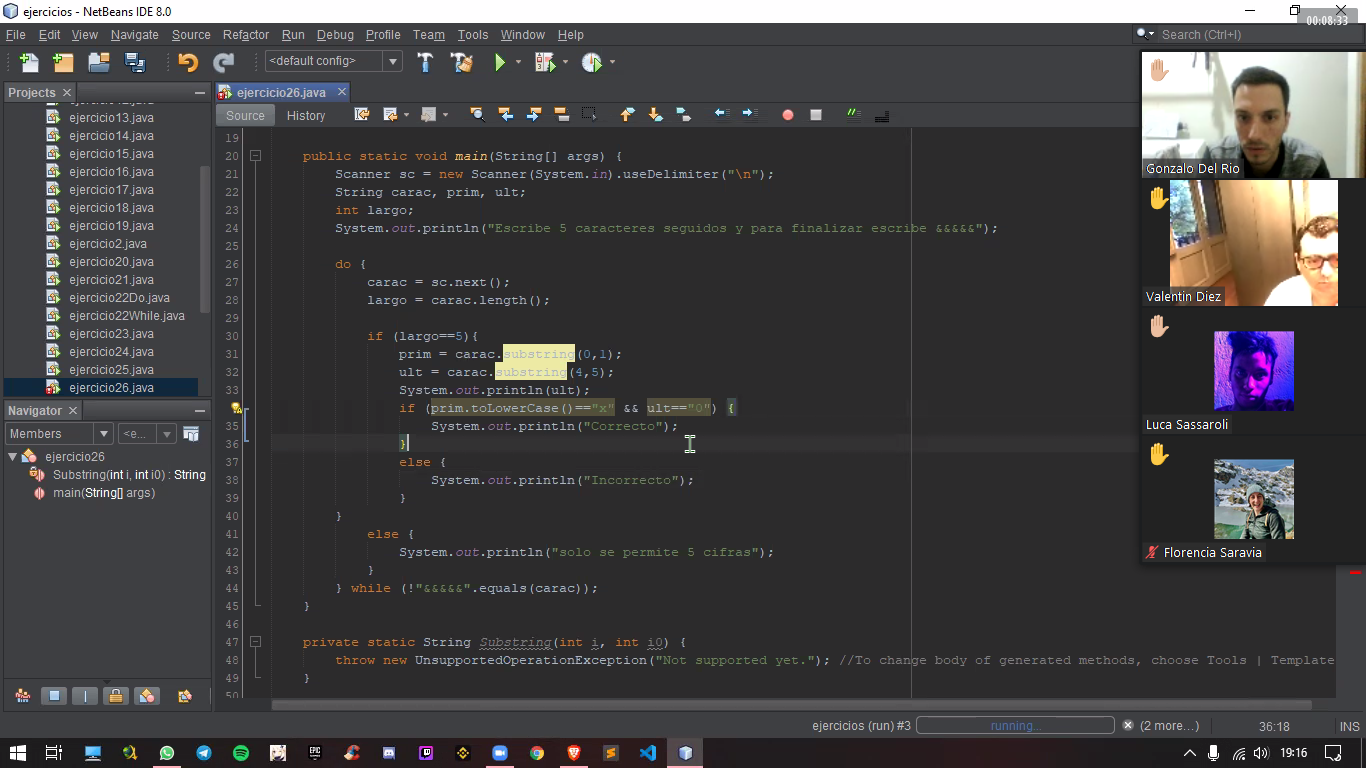 ejercicios - NetBeans IDE 8.0
00:08:33
File Edit View Navigate Source Refactor Run Debug Profile Team Tools Window Help
Search (Ctrl+I)
<default config>
Projects
ejercicio26.java
Source History
ejercicio13.java
ejercicio14.java
ejercicio15.java
ejercicio16.java
ejercicio17.java
ejercicio18.java
ejercicio19.java
ejercicio2.java
ejercicio20.java
ejercicio21.java
ejercicio22Do.java
ejercicio22While.java
ejercicio23.java
ejercicio24.java
ejercicio25.java
ejercicio26.java
Navigator
Members <e...
ejercicio26
Substring(int i, int i0) : String
main(String[] args)
19
20 public static void main(String[] args) {
21 Scanner sc = new Scanner(System.in).useDelimiter("\n");
22 String carac, prim, ult;
23 int largo;
24 System.out.println("Escribe 5 caracteres seguidos y para finalizar escribe &&&&&");
25
26 do {
27 carac = sc.next();
28 largo = carac.length();
29
30 if (largo==5){
31 prim = carac.substring(0,1);
32 ult = carac.substring(4,5);
33 System.out.println(ult);
if (prim.toLowerCase()=="x" && ult=="O") {
35 System.out.println("Correcto");
36 }
37 else {
38 System.out.println("Incorrecto");
39 }
40 }
41 else {
42 System.out.println("solo se permite 5 cifras");
43 }
44 } while (!"&&&&&".equals(carac));
45 }
46
47 private static String Substring(int i, int i0) {
48 throw new UnsupportedOperationException("Not supported yet."); //To change body of generated methods, choose Tools | Template
49 }
50
Gonzalo Del Rio
Valentin Diez
Luca Sassaroli
Florencia Saravia
ejercicios (run) #3 running... (2 more...) 36:18 INS
EPIC GAMES
19:16